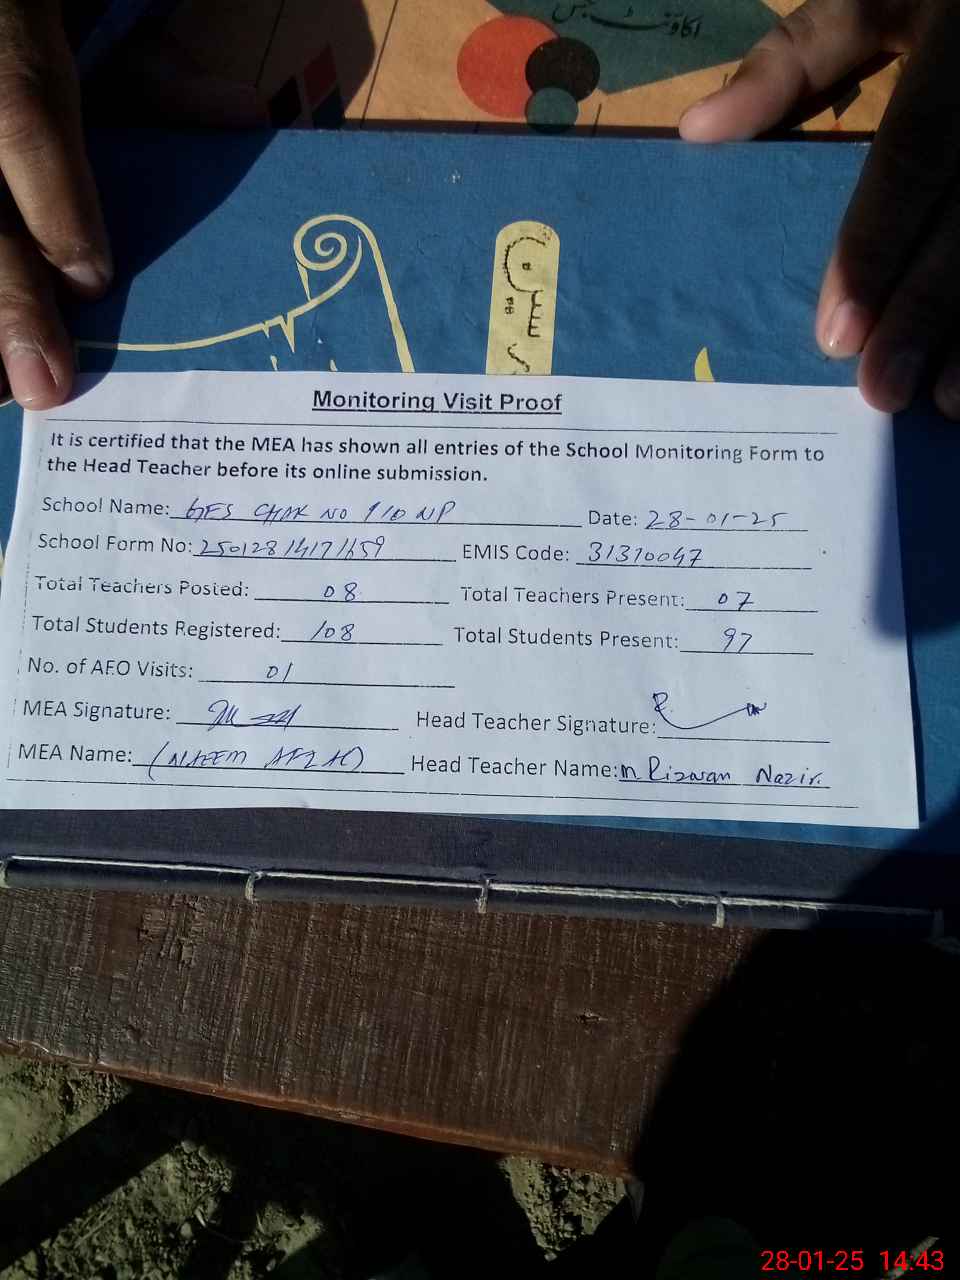 اکاؤنٹ بکس
Monitoring Visit Proof
It is certified that the MEA has shown all entries of the School Monitoring Form to
the Head Teacher before its online submission.
School Name: GES CHAK NO 110 NP Date: 28-01-25
School Form No: EMIS Code: 31310047
Total Teachers Posted: 08 Total Teachers Present: 07
Total Students Registered: 108 Total Students Present: 97
No. of AEO Visits: 01
MEA Signature: Head Teacher Signature:
MEA Name: (NAEEM AFZAL) Head Teacher Name: M Rizwan Nazir.
28-01-25 14:43